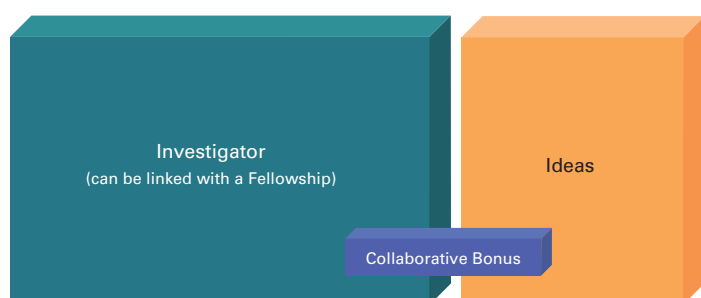 Investigator
(can be linked with a Fellowship)
Ideas
Collaborative Bonus